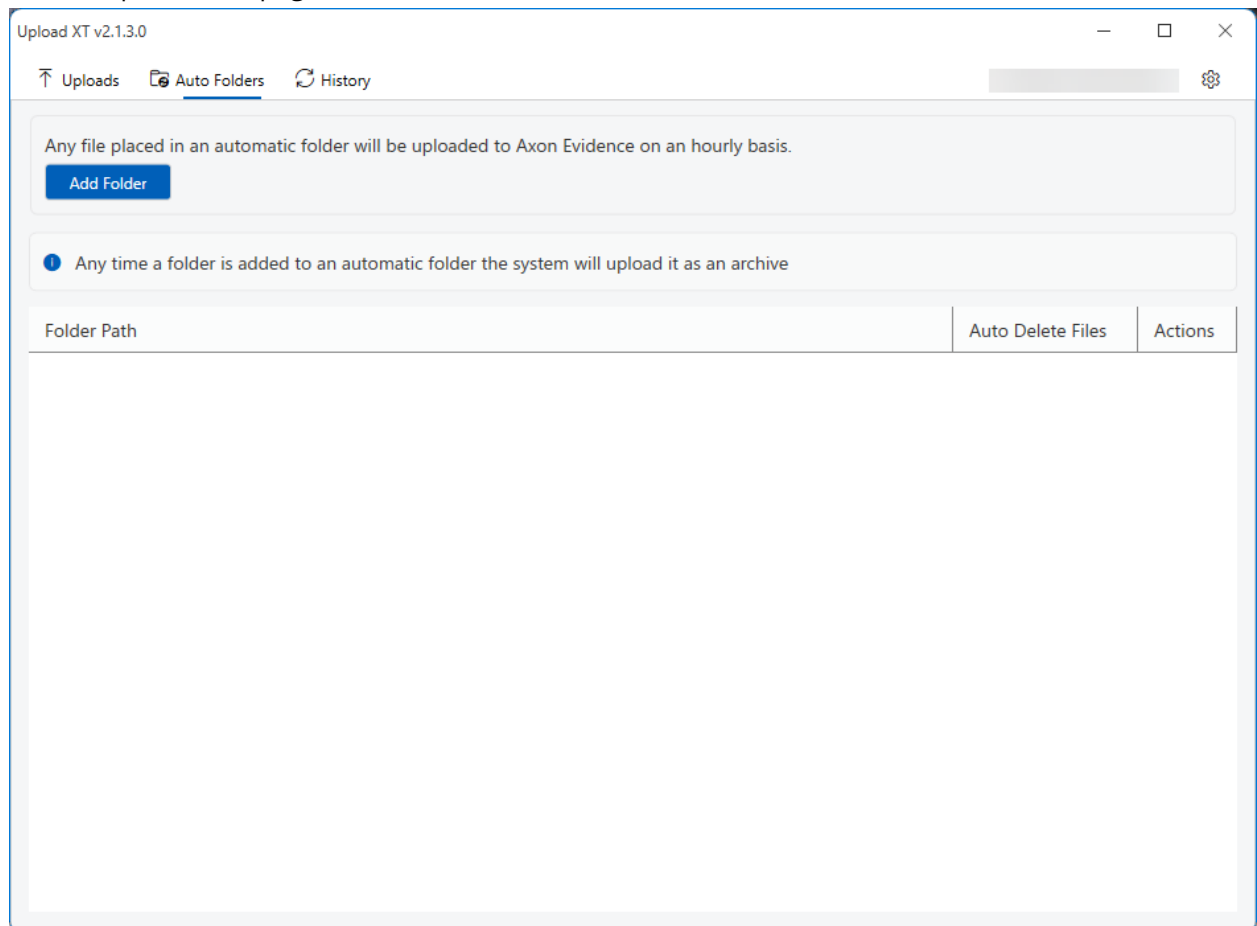 Upload XT v2.1.3.0
Uploads Auto Folders History
Any file placed in an automatic folder will be uploaded to Axon Evidence on an hourly basis.
Add Folder
Any time a folder is added to an automatic folder the system will upload it as an archive
Folder Path Auto Delete Files Actions